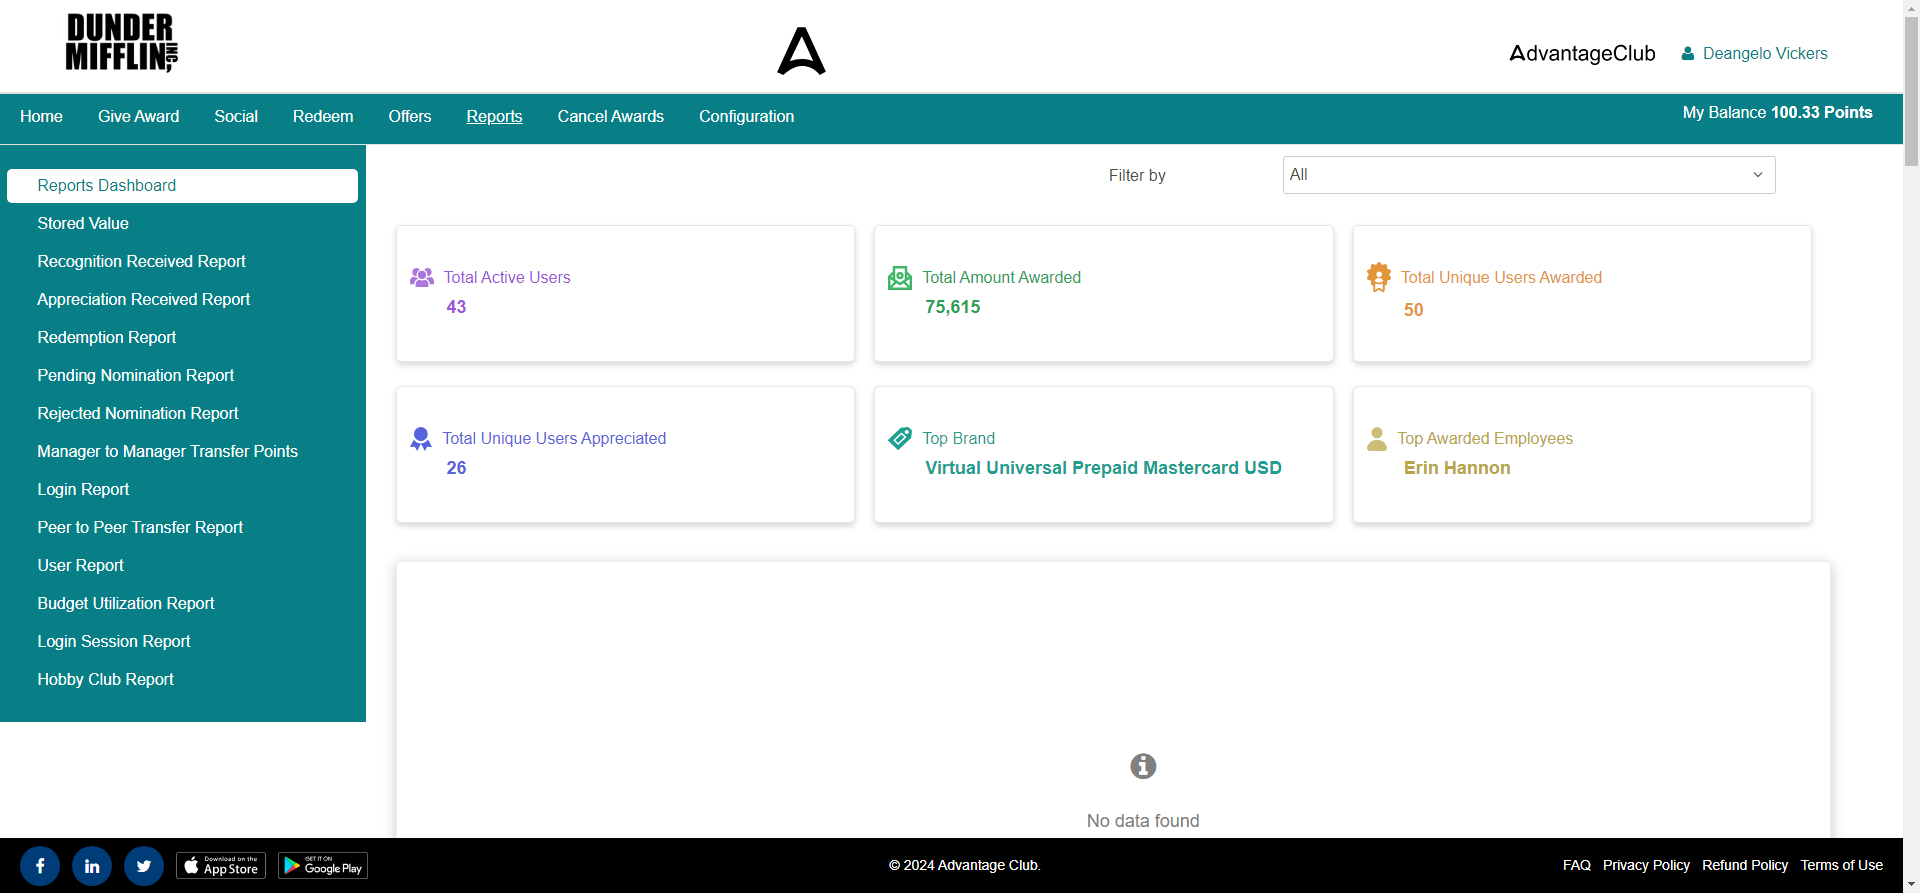 DUNDER
MIFFLIN, INC
AdvantageClub
Deangelo Vickers
Home
Give Award
Social
Redeem
Offers
Reports
Cancel Awards
Configuration
My Balance 100.33 Points
Reports Dashboard
Stored Value
Recognition Received Report
Appreciation Received Report
Redemption Report
Pending Nomination Report
Rejected Nomination Report
Manager to Manager Transfer Points
Login Report
Peer to Peer Transfer Report
User Report
Budget Utilization Report
Login Session Report
Hobby Club Report
Filter by
All
Total Active Users
43
Total Amount Awarded
75,615
Total Unique Users Awarded
50
Total Unique Users Appreciated
26
Top Brand
Virtual Universal Prepaid Mastercard USD
Top Awarded Employees
Erin Hannon
No data found
Download on the
App Store
GET IT ON
Google Play
© 2024 Advantage Club.
FAQ
Privacy Policy
Refund Policy
Terms of Use